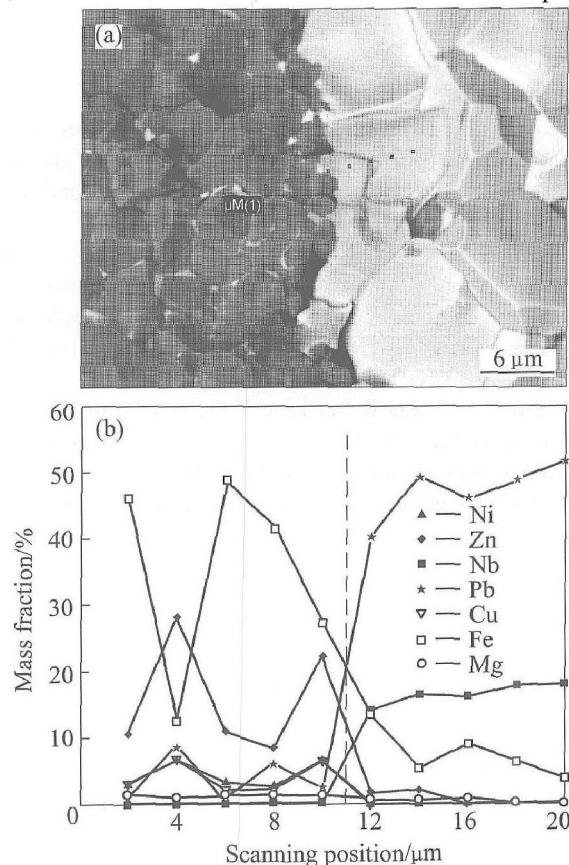 (a)
μM(1)
6 μm
(b)
60
50
40
30
20
10
0
Mass fraction/%
Ni
Zn
Nb
Pb
Cu
Fe
Mg
4
8
12
16
20
Scanning position/μm